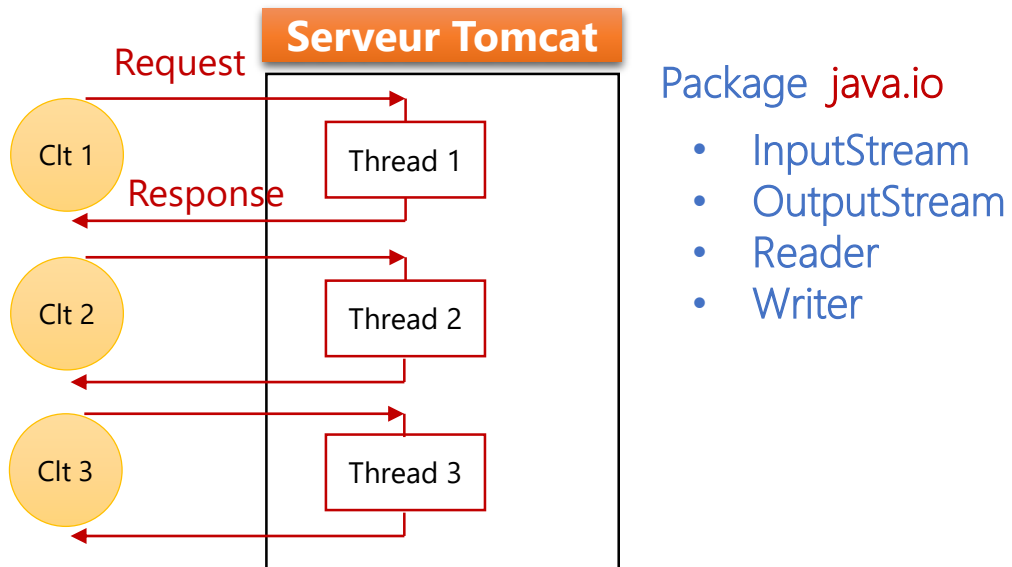 Serveur Tomcat
Request
Clt 1
Thread 1
Response
Clt 2
Thread 2
Clt 3
Thread 3
Package java.io
• InputStream
• OutputStream
• Reader
• Writer